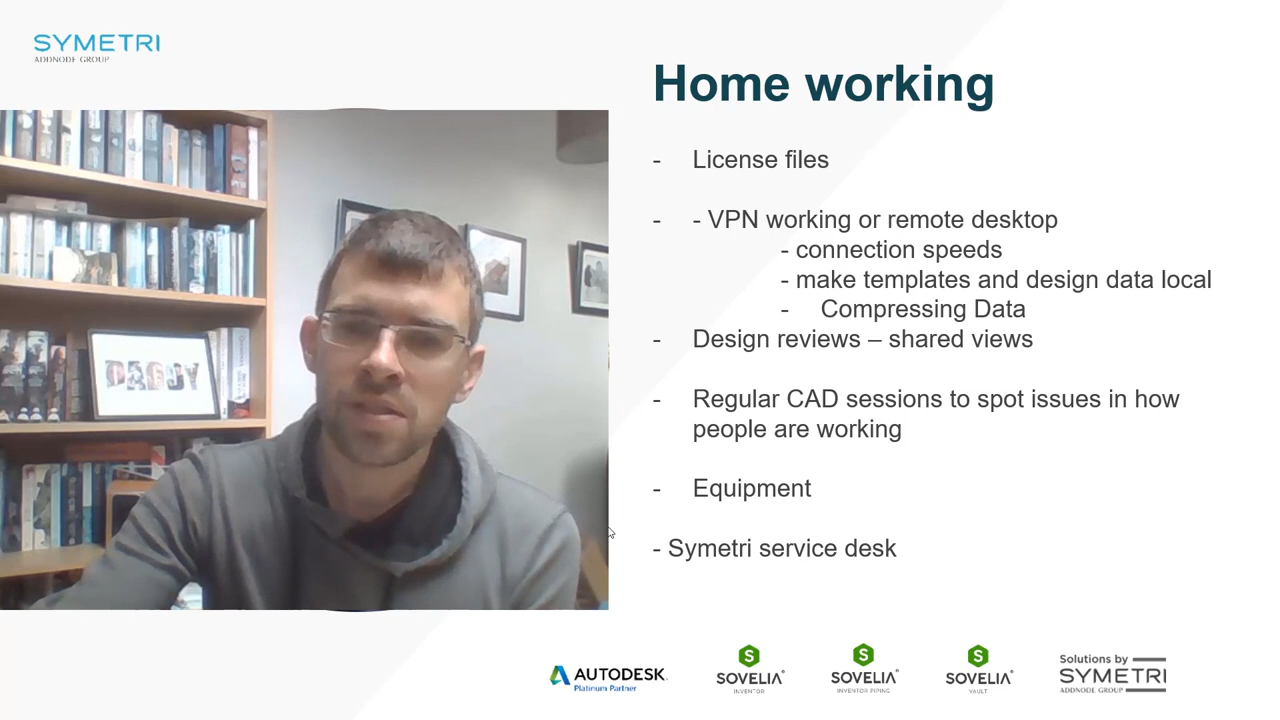 SYMETRI
ADDNODE GROUP
Home working
- License files
- - VPN working or remote desktop
- connection speeds
- make templates and design data local
- Compressing Data
- Design reviews – shared views
- Regular CAD sessions to spot issues in how
people are working
- Equipment
- Symetri service desk
AUTODESK.
Platinum Partner
SOVELIA®
INVENTOR
SOVELIA®
INVENTOR PIPING
SOVELIA®
VAULT
Solutions by
SYMETRI
ADDNODE GROUP